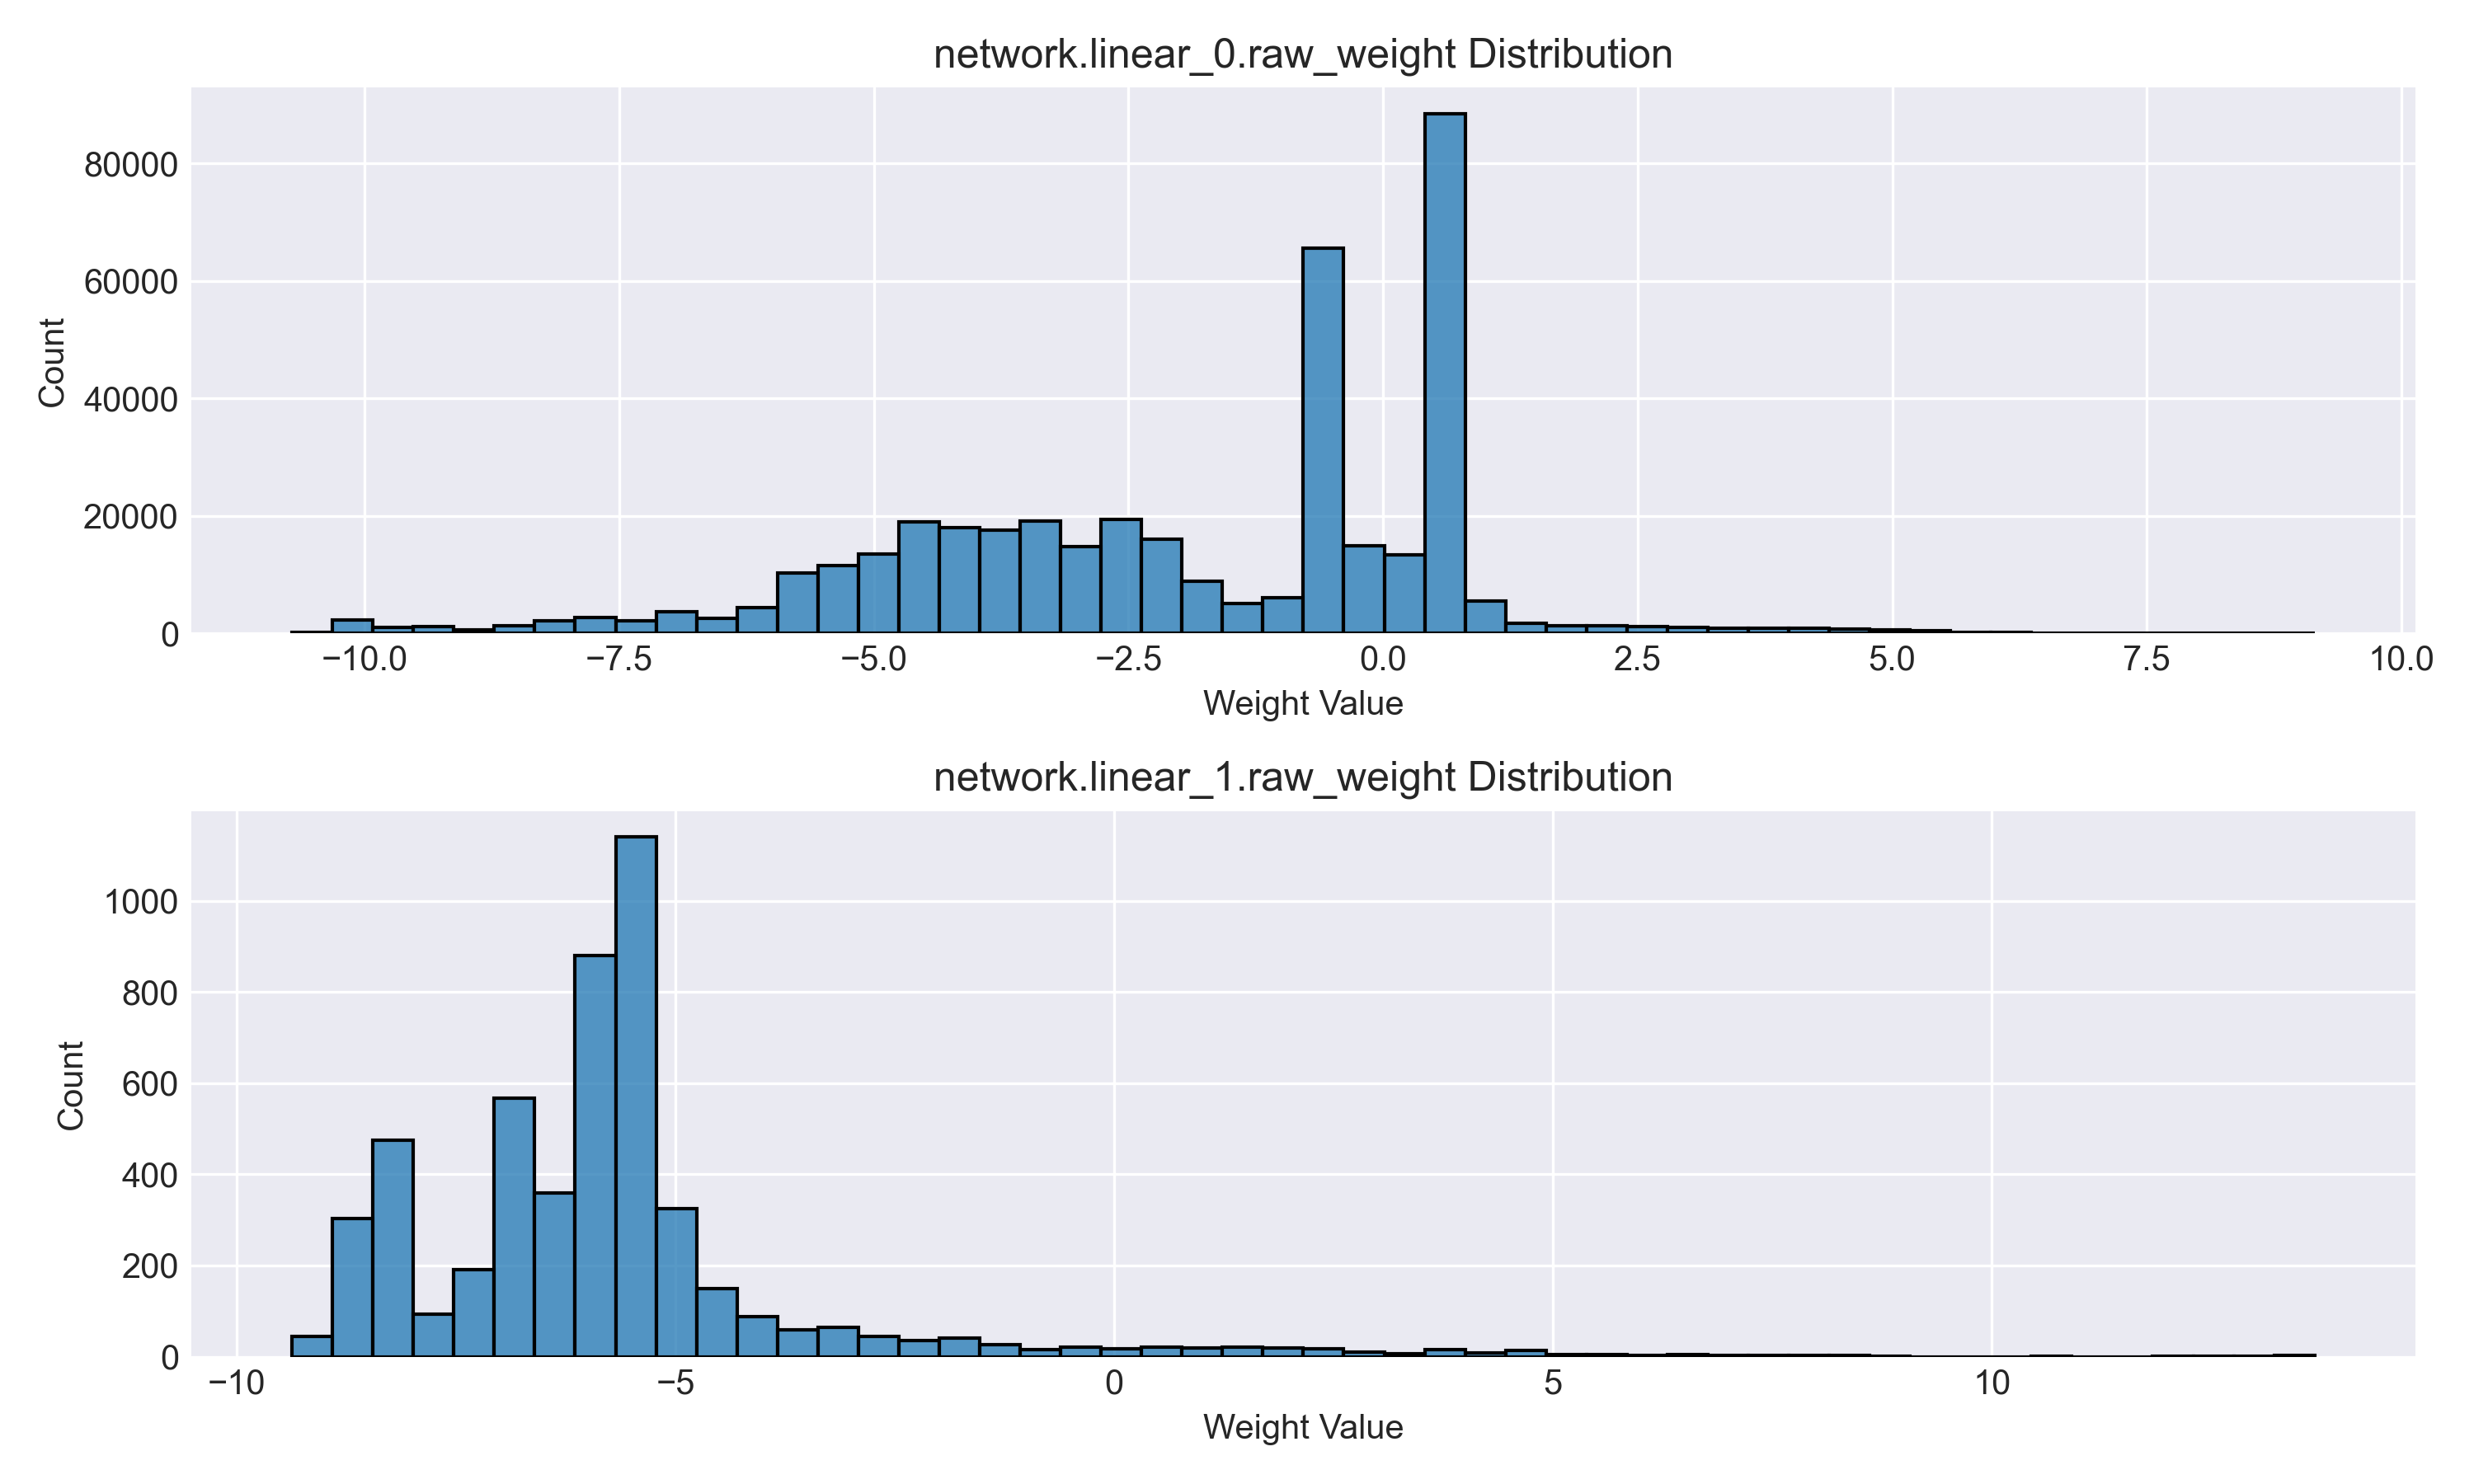 network.linear_0.raw_weight Distribution
80000
60000
40000
20000
0
Count
−10.0 −7.5 −5.0 −2.5 0.0 2.5 5.0 7.5 10.0
Weight Value
network.linear_1.raw_weight Distribution
1000
800
600
400
200
0
Count
−10 −5 0 5 10
Weight Value